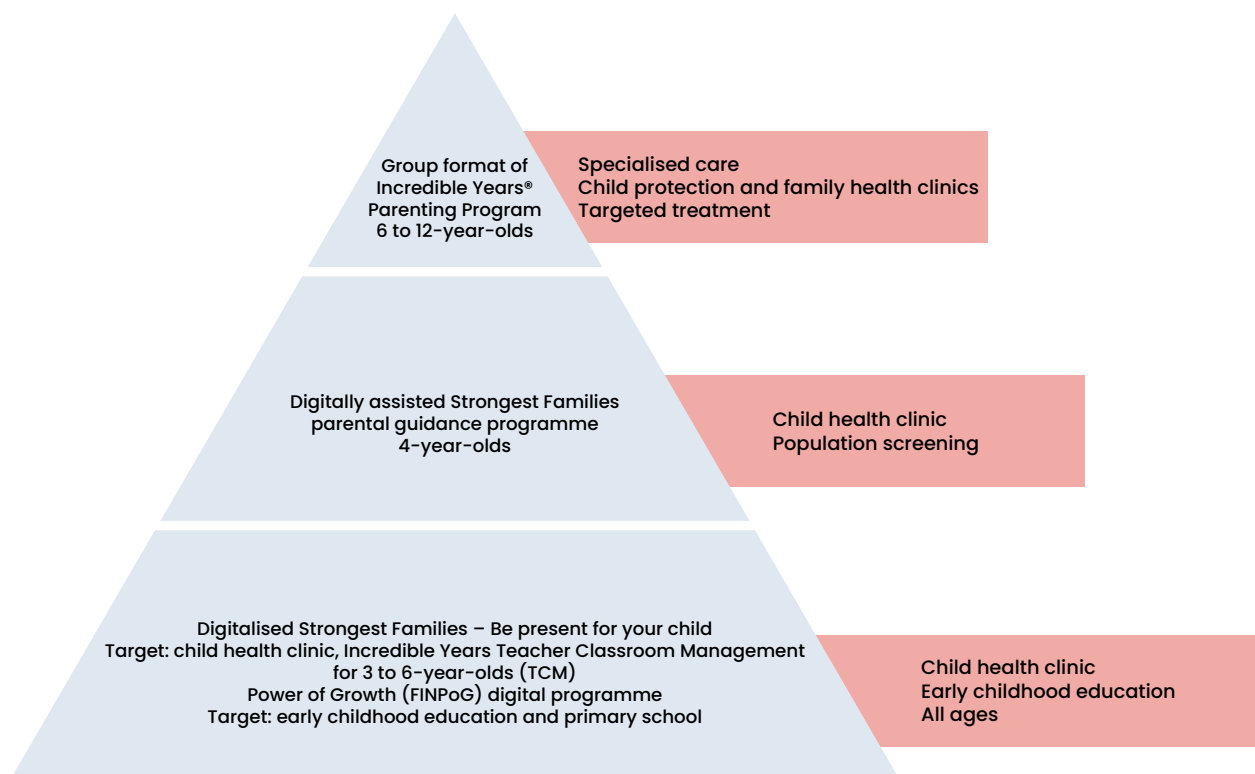 Group format of
Incredible Years®
Parenting Program
6 to 12-year-olds
Specialised care
Child protection and family health clinics
Targeted treatment
Digitally assisted Strongest Families
parental guidance programme
4-year-olds
Child health clinic
Population screening
Digitalised Strongest Families – Be present for your child
Target: child health clinic, Incredible Years Teacher Classroom Management
for 3 to 6-year-olds (TCM)
Power of Growth (FINPoG) digital programme
Target: early childhood education and primary school
Child health clinic
Early childhood education
All ages